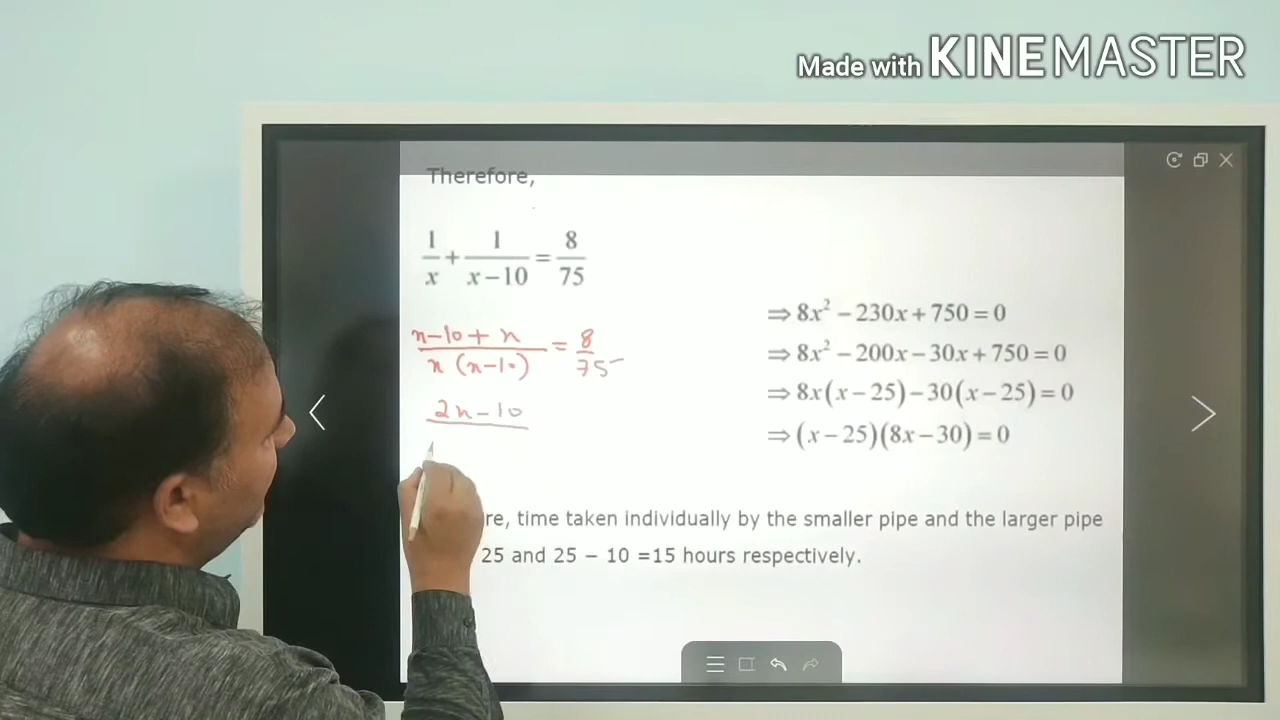 Made with KINEMASTER
Therefore,
1/x + 1/(x−10) = 8/75
(x−10 + x)/(x (x−10)) = 8/75
2x−10
⇒ 8x² − 230x + 750 = 0
⇒ 8x² − 200x − 30x + 750 = 0
⇒ 8x(x − 25) − 30(x − 25) = 0
⇒ (x − 25)(8x − 30) = 0
re, time taken individually by the smaller pipe and the larger pipe
25 and 25 − 10 =15 hours respectively.